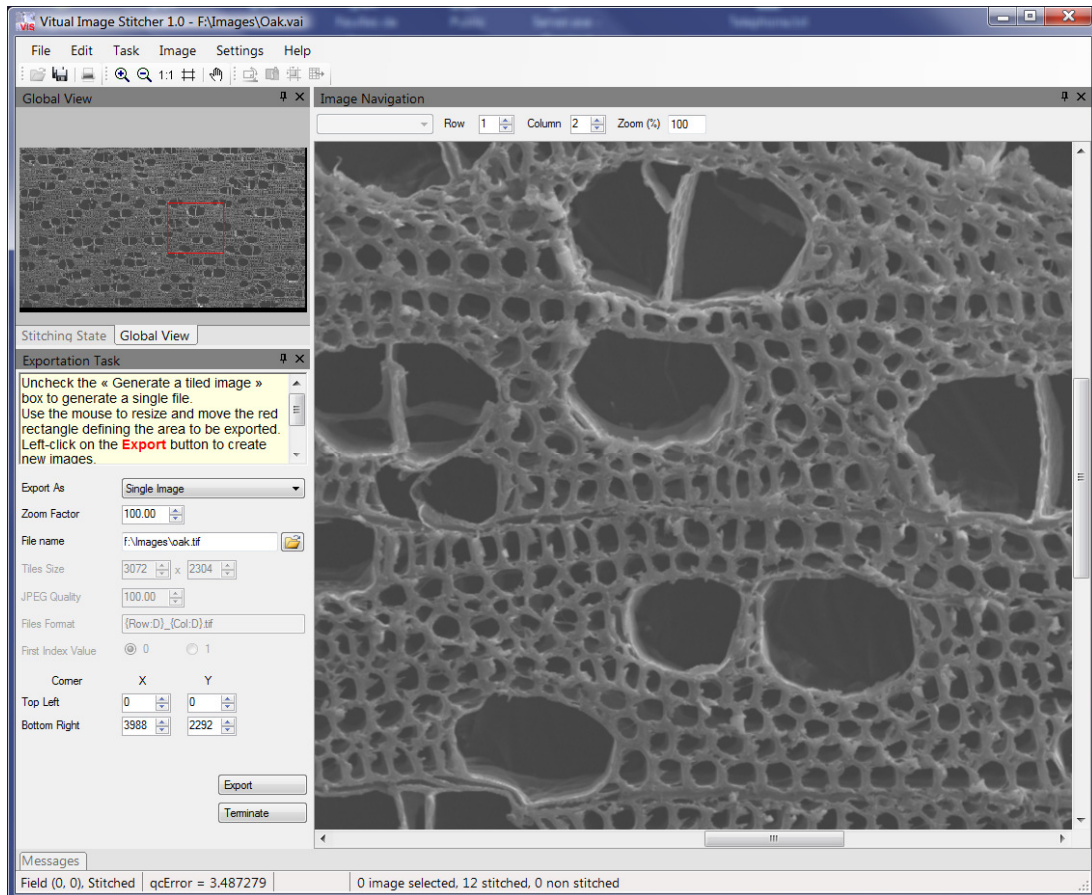 Vitual Image Stitcher 1.0 - F:\Images\Oak.vai
VIS
File Edit Task Image Settings Help
1:1
Global View
Image Navigation
Row 1 Column 2 Zoom (%) 100
Stitching State Global View
Exportation Task
Uncheck the « Generate a tiled image »
box to generate a single file.
Use the mouse to resize and move the red
rectangle defining the area to be exported.
Left-click on the Export button to create
new images.
Export As Single Image
Zoom Factor 100.00
File name f:\Images\oak.tif
Tiles Size 3072 x 2304
JPEG Quality 100.00
Files Format {Row:D}_{Col:D}.tif
First Index Value 0 1
Corner X Y
Top Left 0 0
Bottom Right 3988 2292
Export
Terminate
Messages
Field (0, 0), Stitched qcError = 3.487279 0 image selected, 12 stitched, 0 non stitched